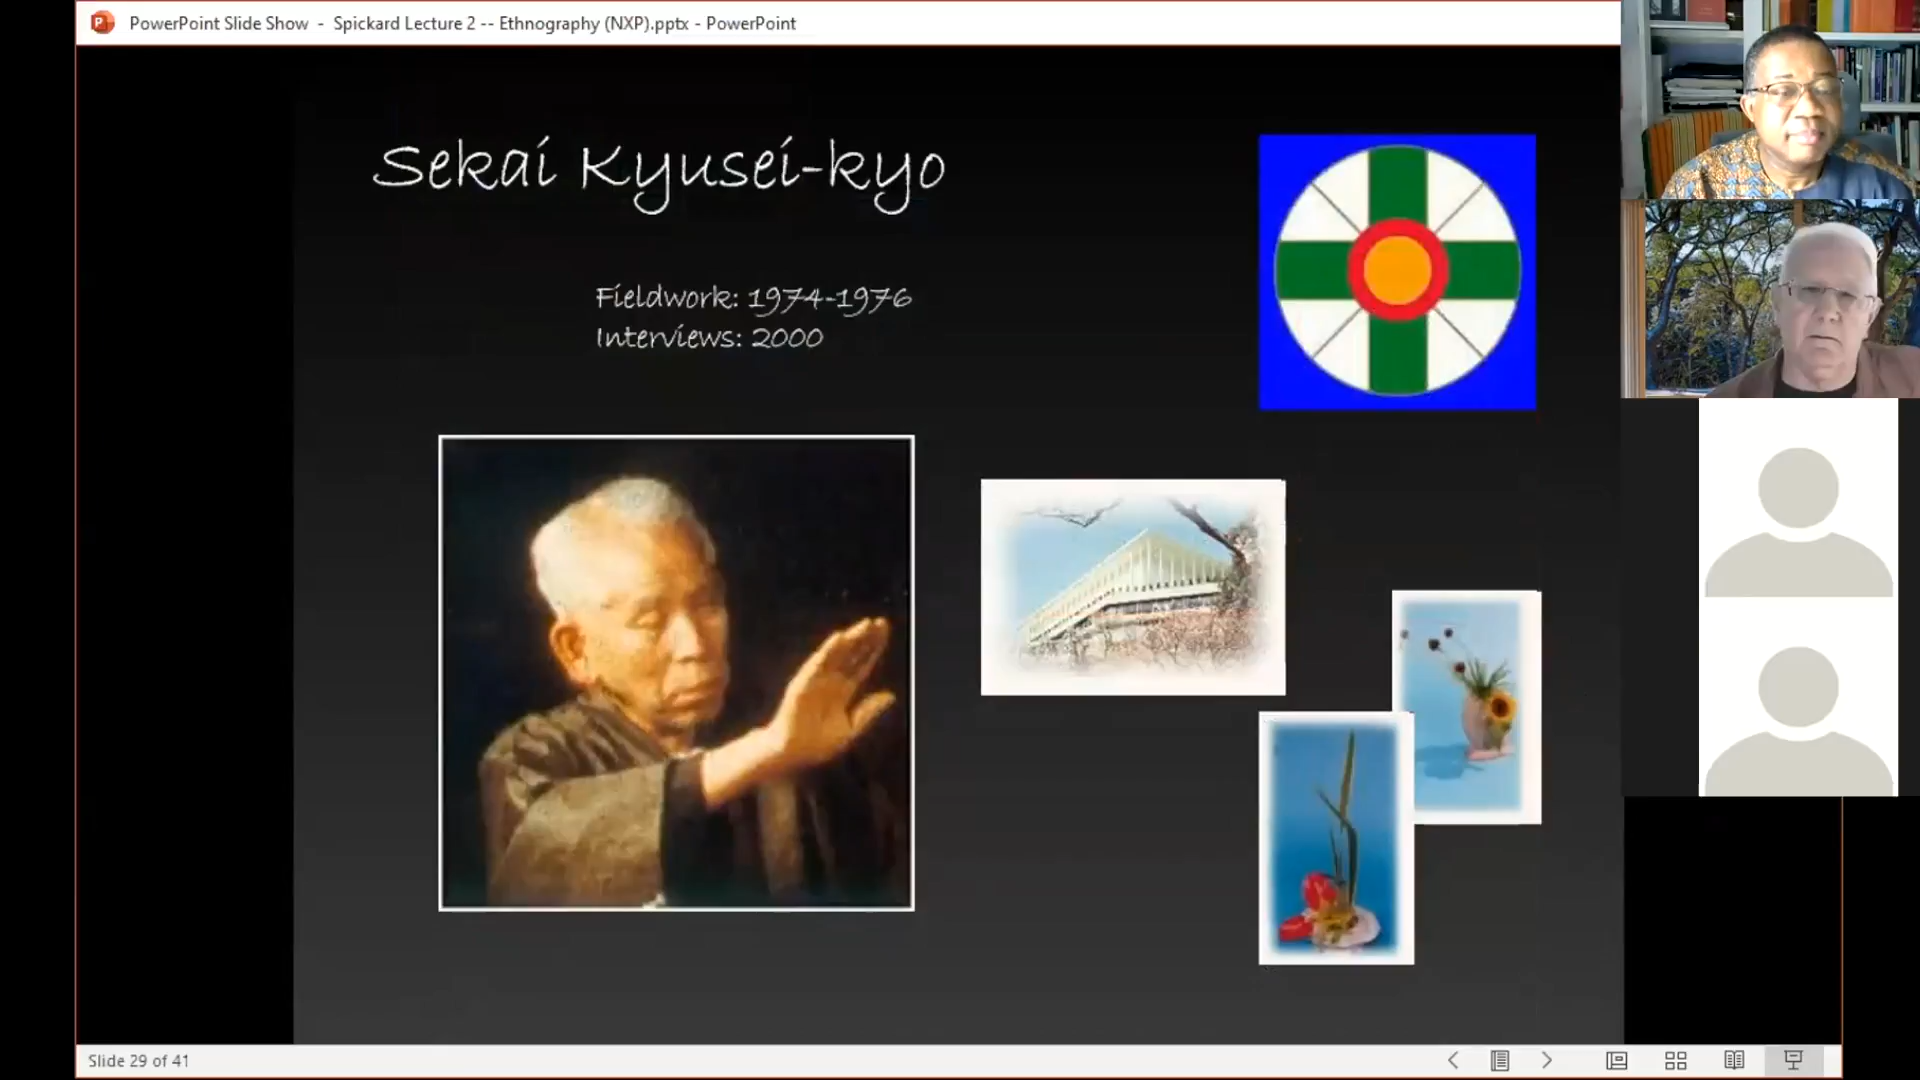 PowerPoint Slide Show - Spickard Lecture 2 -- Ethnography (NXP).pptx - PowerPoint
Sekai Kyusei-kyo
Fieldwork: 1974-1976
Interviews: 2000
Slide 29 of 41